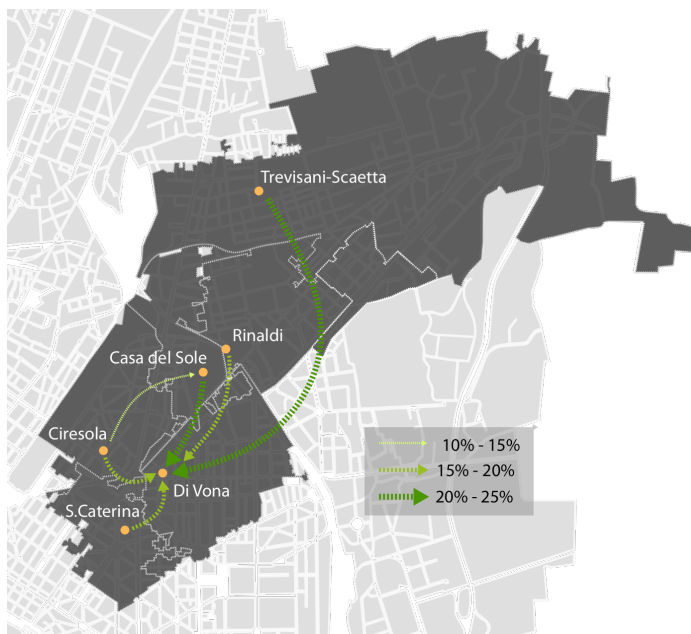 Trevisani-Scaetta
Rinaldi
Casa del Sole
Ciresola
Di Vona
S.Caterina
10% - 15%
15% - 20%
20% - 25%